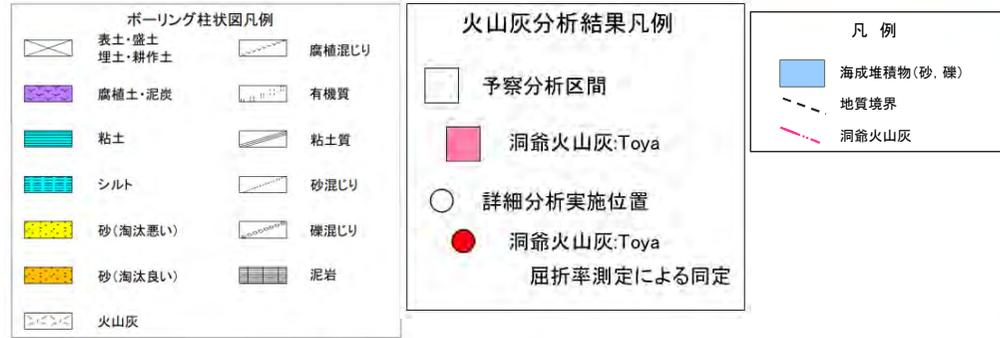 ボーリング柱状図凡例
表土・盛土
埋土・耕作土
腐植土・泥炭
粘土
シルト
砂(淘汰悪い)
砂(淘汰良い)
火山灰
腐植混じり
有機質
粘土質
砂混じり
礫混じり
泥岩
火山灰分析結果凡例
予察分析区間
洞爺火山灰:Toya
詳細分析実施位置
洞爺火山灰:Toya
屈折率測定による同定
凡 例
海成堆積物(砂, 礫)
地質境界
洞爺火山灰